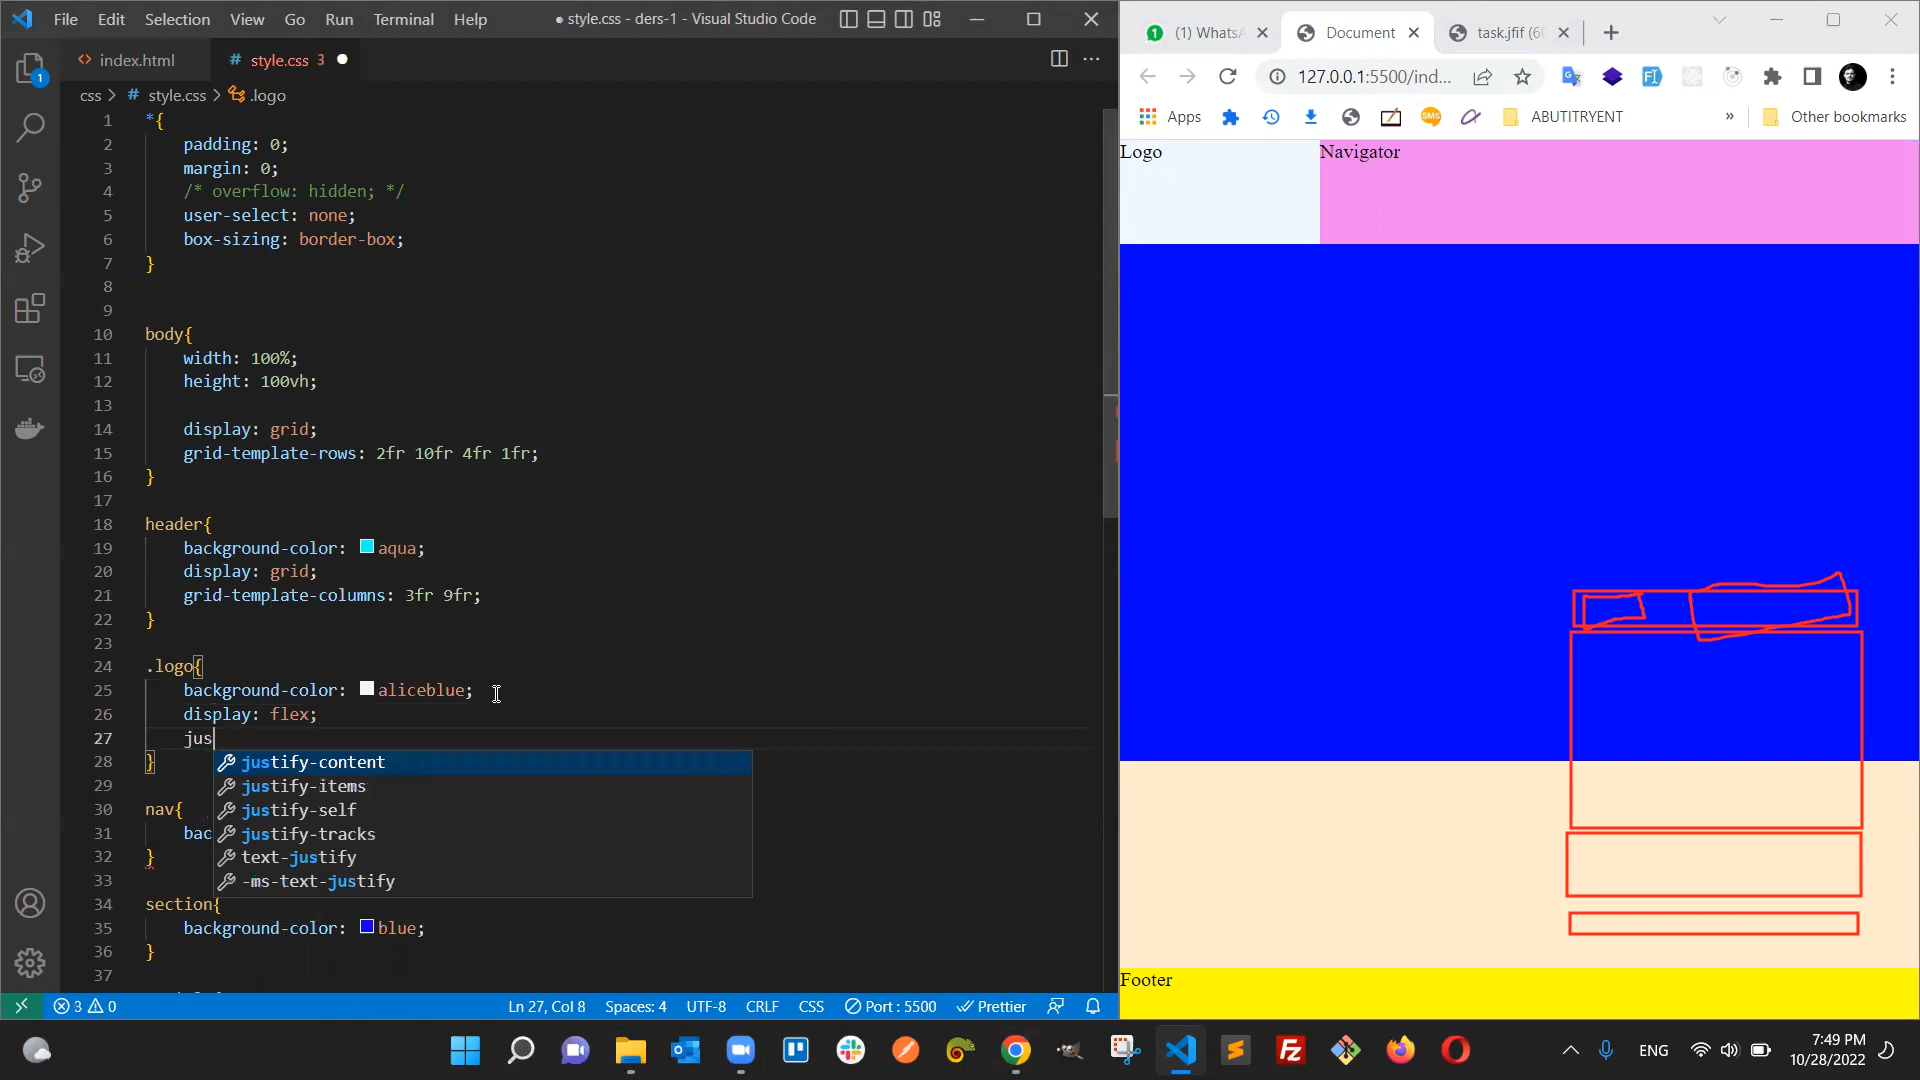 File Edit Selection View Go Run Terminal Help
● style.css - ders-1 - Visual Studio Code
index.html
# style.css 3 ●
css > # style.css > .logo
1 *{
2 padding: 0;
3 margin: 0;
4 /* overflow: hidden; */
5 user-select: none;
6 box-sizing: border-box;
7 }
8
9
10 body{
11 width: 100%;
12 height: 100vh;
13
14 display: grid;
15 grid-template-rows: 2fr 10fr 4fr 1fr;
16 }
17
18 header{
19 background-color: aqua;
20 display: grid;
21 grid-template-columns: 3fr 9fr;
22 }
23
24 .logo{
25 background-color: aliceblue;
26 display: flex;
27 jus
28 }
justify-content
justify-items
justify-self
justify-tracks
text-justify
-ms-text-justify
29
30 nav{
31 bac
32 }
33
34 section{
35 background-color: blue;
36 }
37
1
3 0
Ln 27, Col 8 Spaces: 4 UTF-8 CRLF CSS Port : 5500 Prettier
(1) WhatsA
Document
task.jfif (60
127.0.0.1:5500/ind...
Apps
SMS
ABUTITRYENT
»
Other bookmarks
Logo
Navigator
Footer
ENG
7:49 PM
10/28/2022